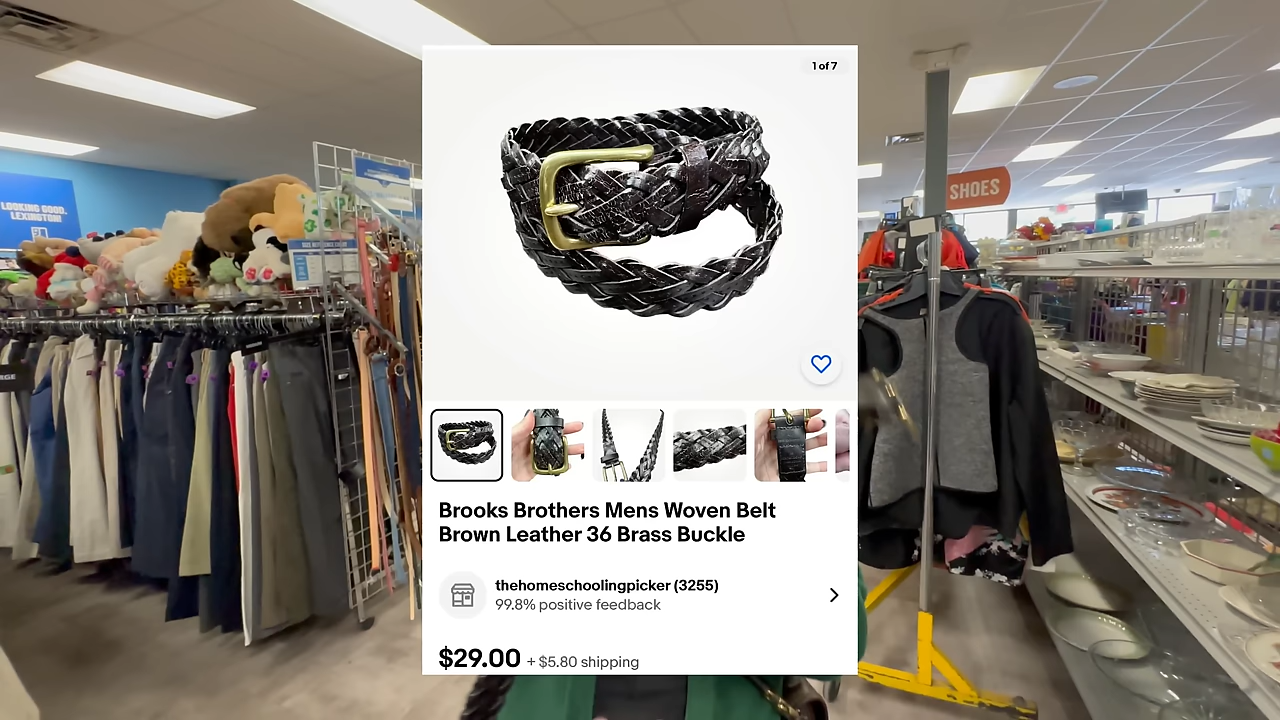 1 of 7
LOOKING GOOD,
LEXINGTON!
SHOES
Brooks Brothers Mens Woven Belt
Brown Leather 36 Brass Buckle
thehomeschoolingpicker (3255)
99.8% positive feedback
$29.00 + $5.80 shipping